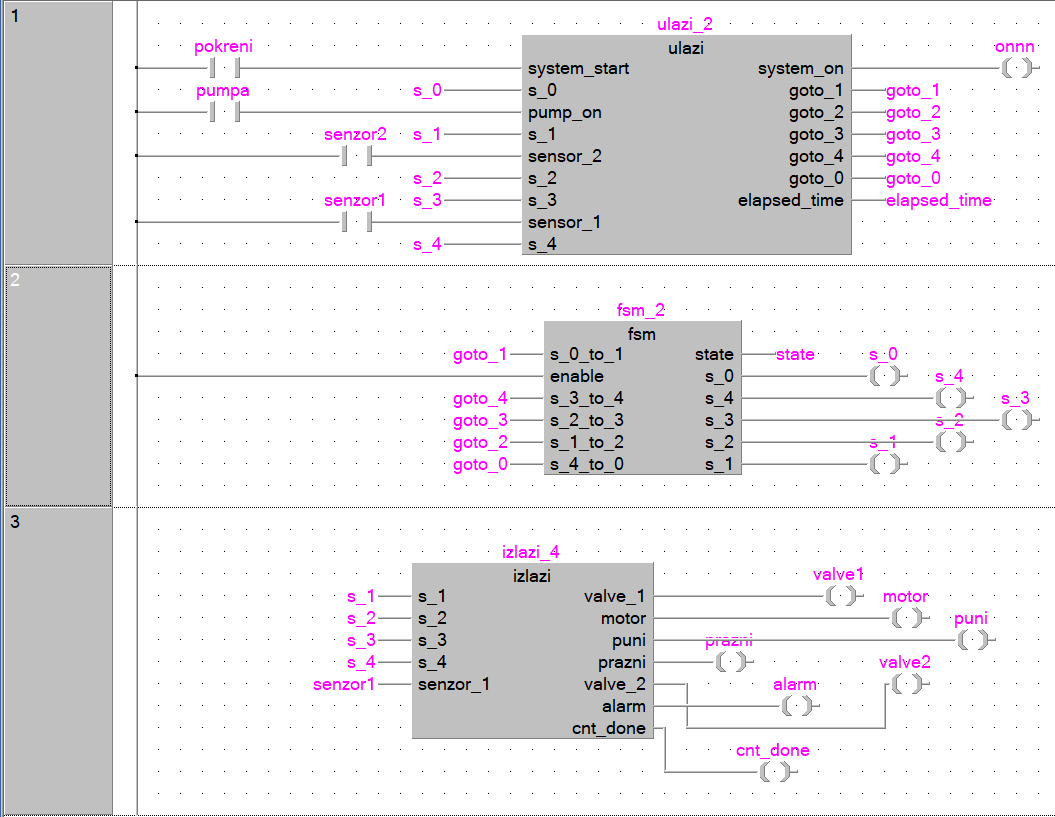 1
ulazi_2
pokreni ulazi onnn
system_start system_on
pumpa s_0 s_0 goto_1 goto_1
pump_on goto_2 goto_2
senzor2 s_1 s_1 goto_3 goto_3
sensor_2 goto_4 goto_4
s_2 s_2 goto_0 goto_0
senzor1 s_3 s_3 elapsed_time elapsed_time
sensor_1
s_4 s_4
2
fsm_2
fsm
goto_1 s_0_to_1 state state s_0
enable s_0 s_4
goto_4 s_3_to_4 s_4 s_3
goto_3 s_2_to_3 s_3 s_2
goto_2 s_1_to_2 s_2 s_1
goto_0 s_4_to_0 s_1
3
izlazi_4
izlazi valve1
s_1 s_1 valve_1 motor
s_2 s_2 motor puni
s_3 s_3 puni prazni
s_4 s_4 prazni valve2
senzor1 senzor_1 valve_2 alarm
alarm
cnt_done
cnt_done